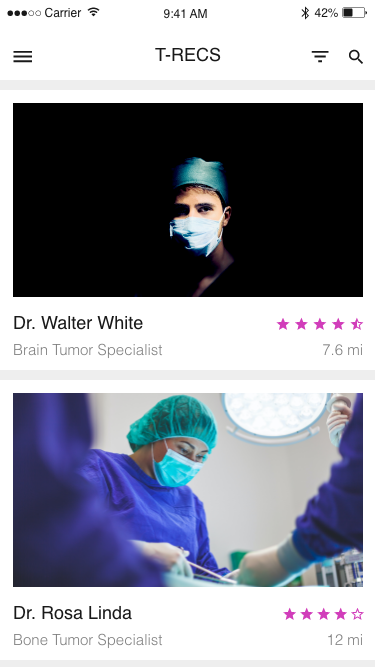 Carrier 9:41 AM 42%
T-RECS
Dr. Walter White
Brain Tumor Specialist 7.6 mi
Dr. Rosa Linda
Bone Tumor Specialist 12 mi